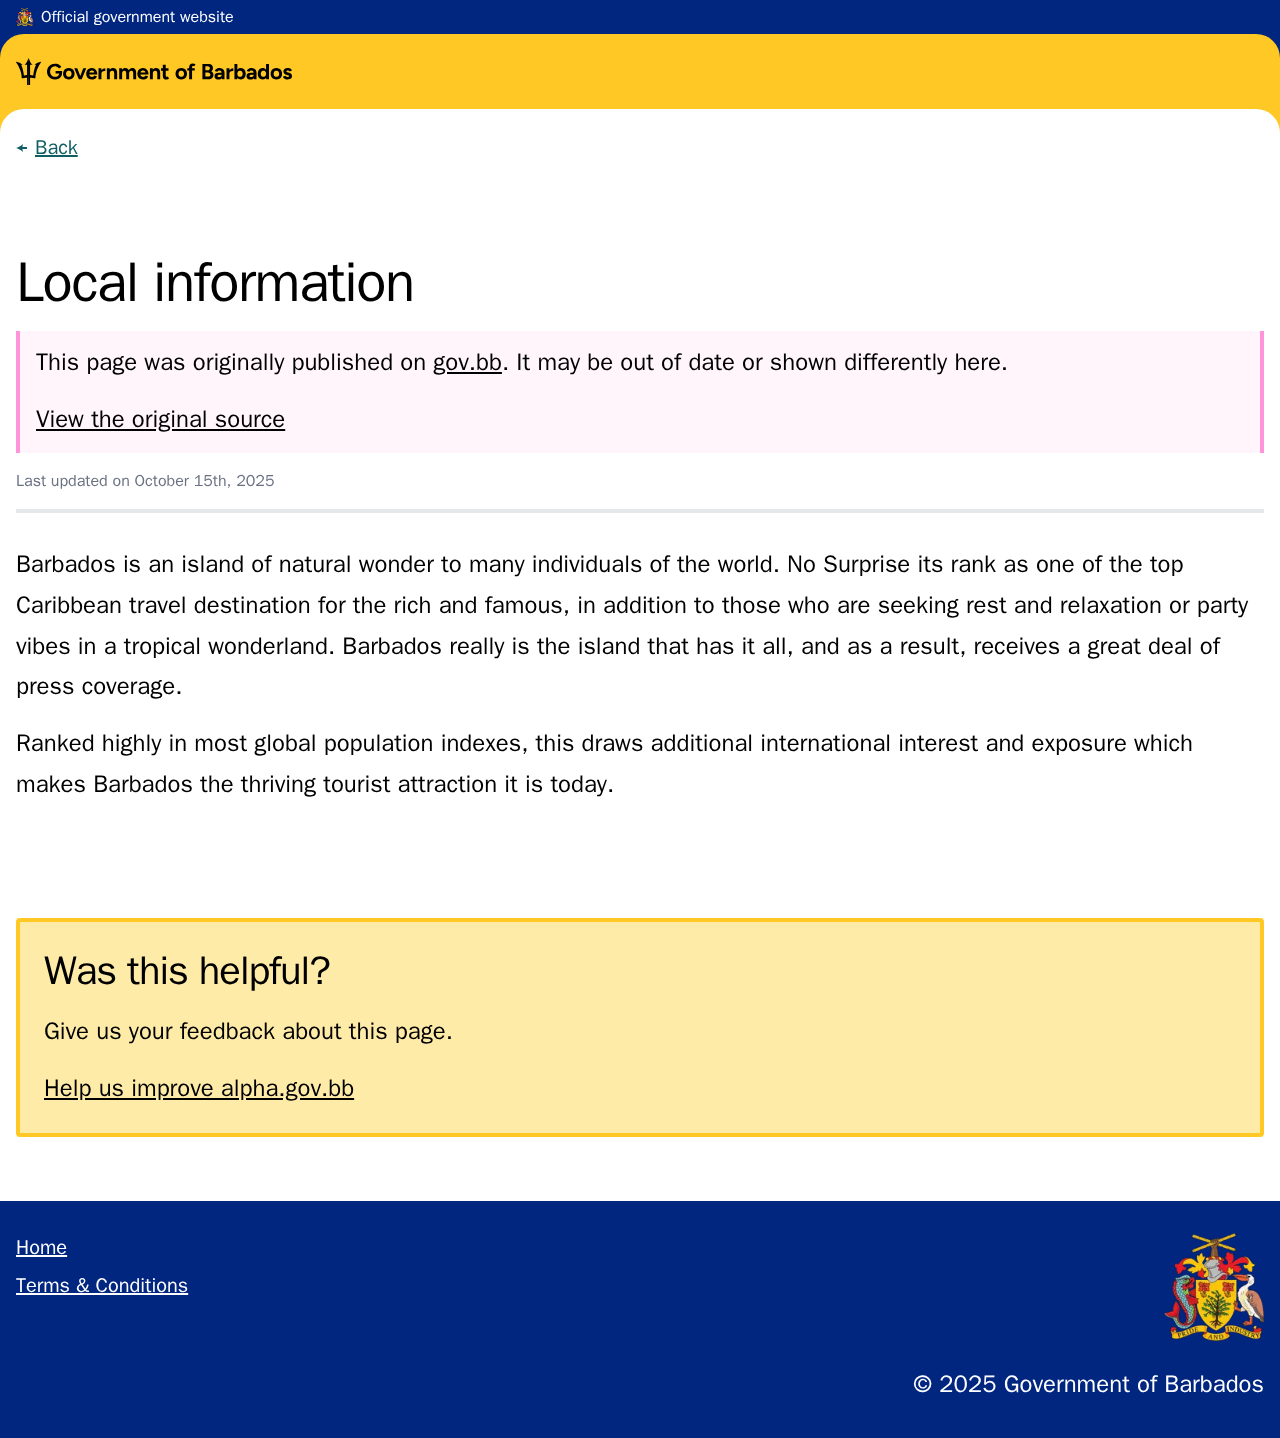 Official government website
Government of Barbados
Back
Local information
This page was originally published on gov.bb. It may be out of date or shown differently here.
View the original source
Last updated on October 15th, 2025
Barbados is an island of natural wonder to many individuals of the world. No Surprise its rank as one of the top
Caribbean travel destination for the rich and famous, in addition to those who are seeking rest and relaxation or party
vibes in a tropical wonderland. Barbados really is the island that has it all, and as a result, receives a great deal of
press coverage.
Ranked highly in most global population indexes, this draws additional international interest and exposure which
makes Barbados the thriving tourist attraction it is today.
Was this helpful?
Give us your feedback about this page.
Help us improve alpha.gov.bb
Home
Terms & Conditions
PRIDE AND INDUSTRY
© 2025 Government of Barbados